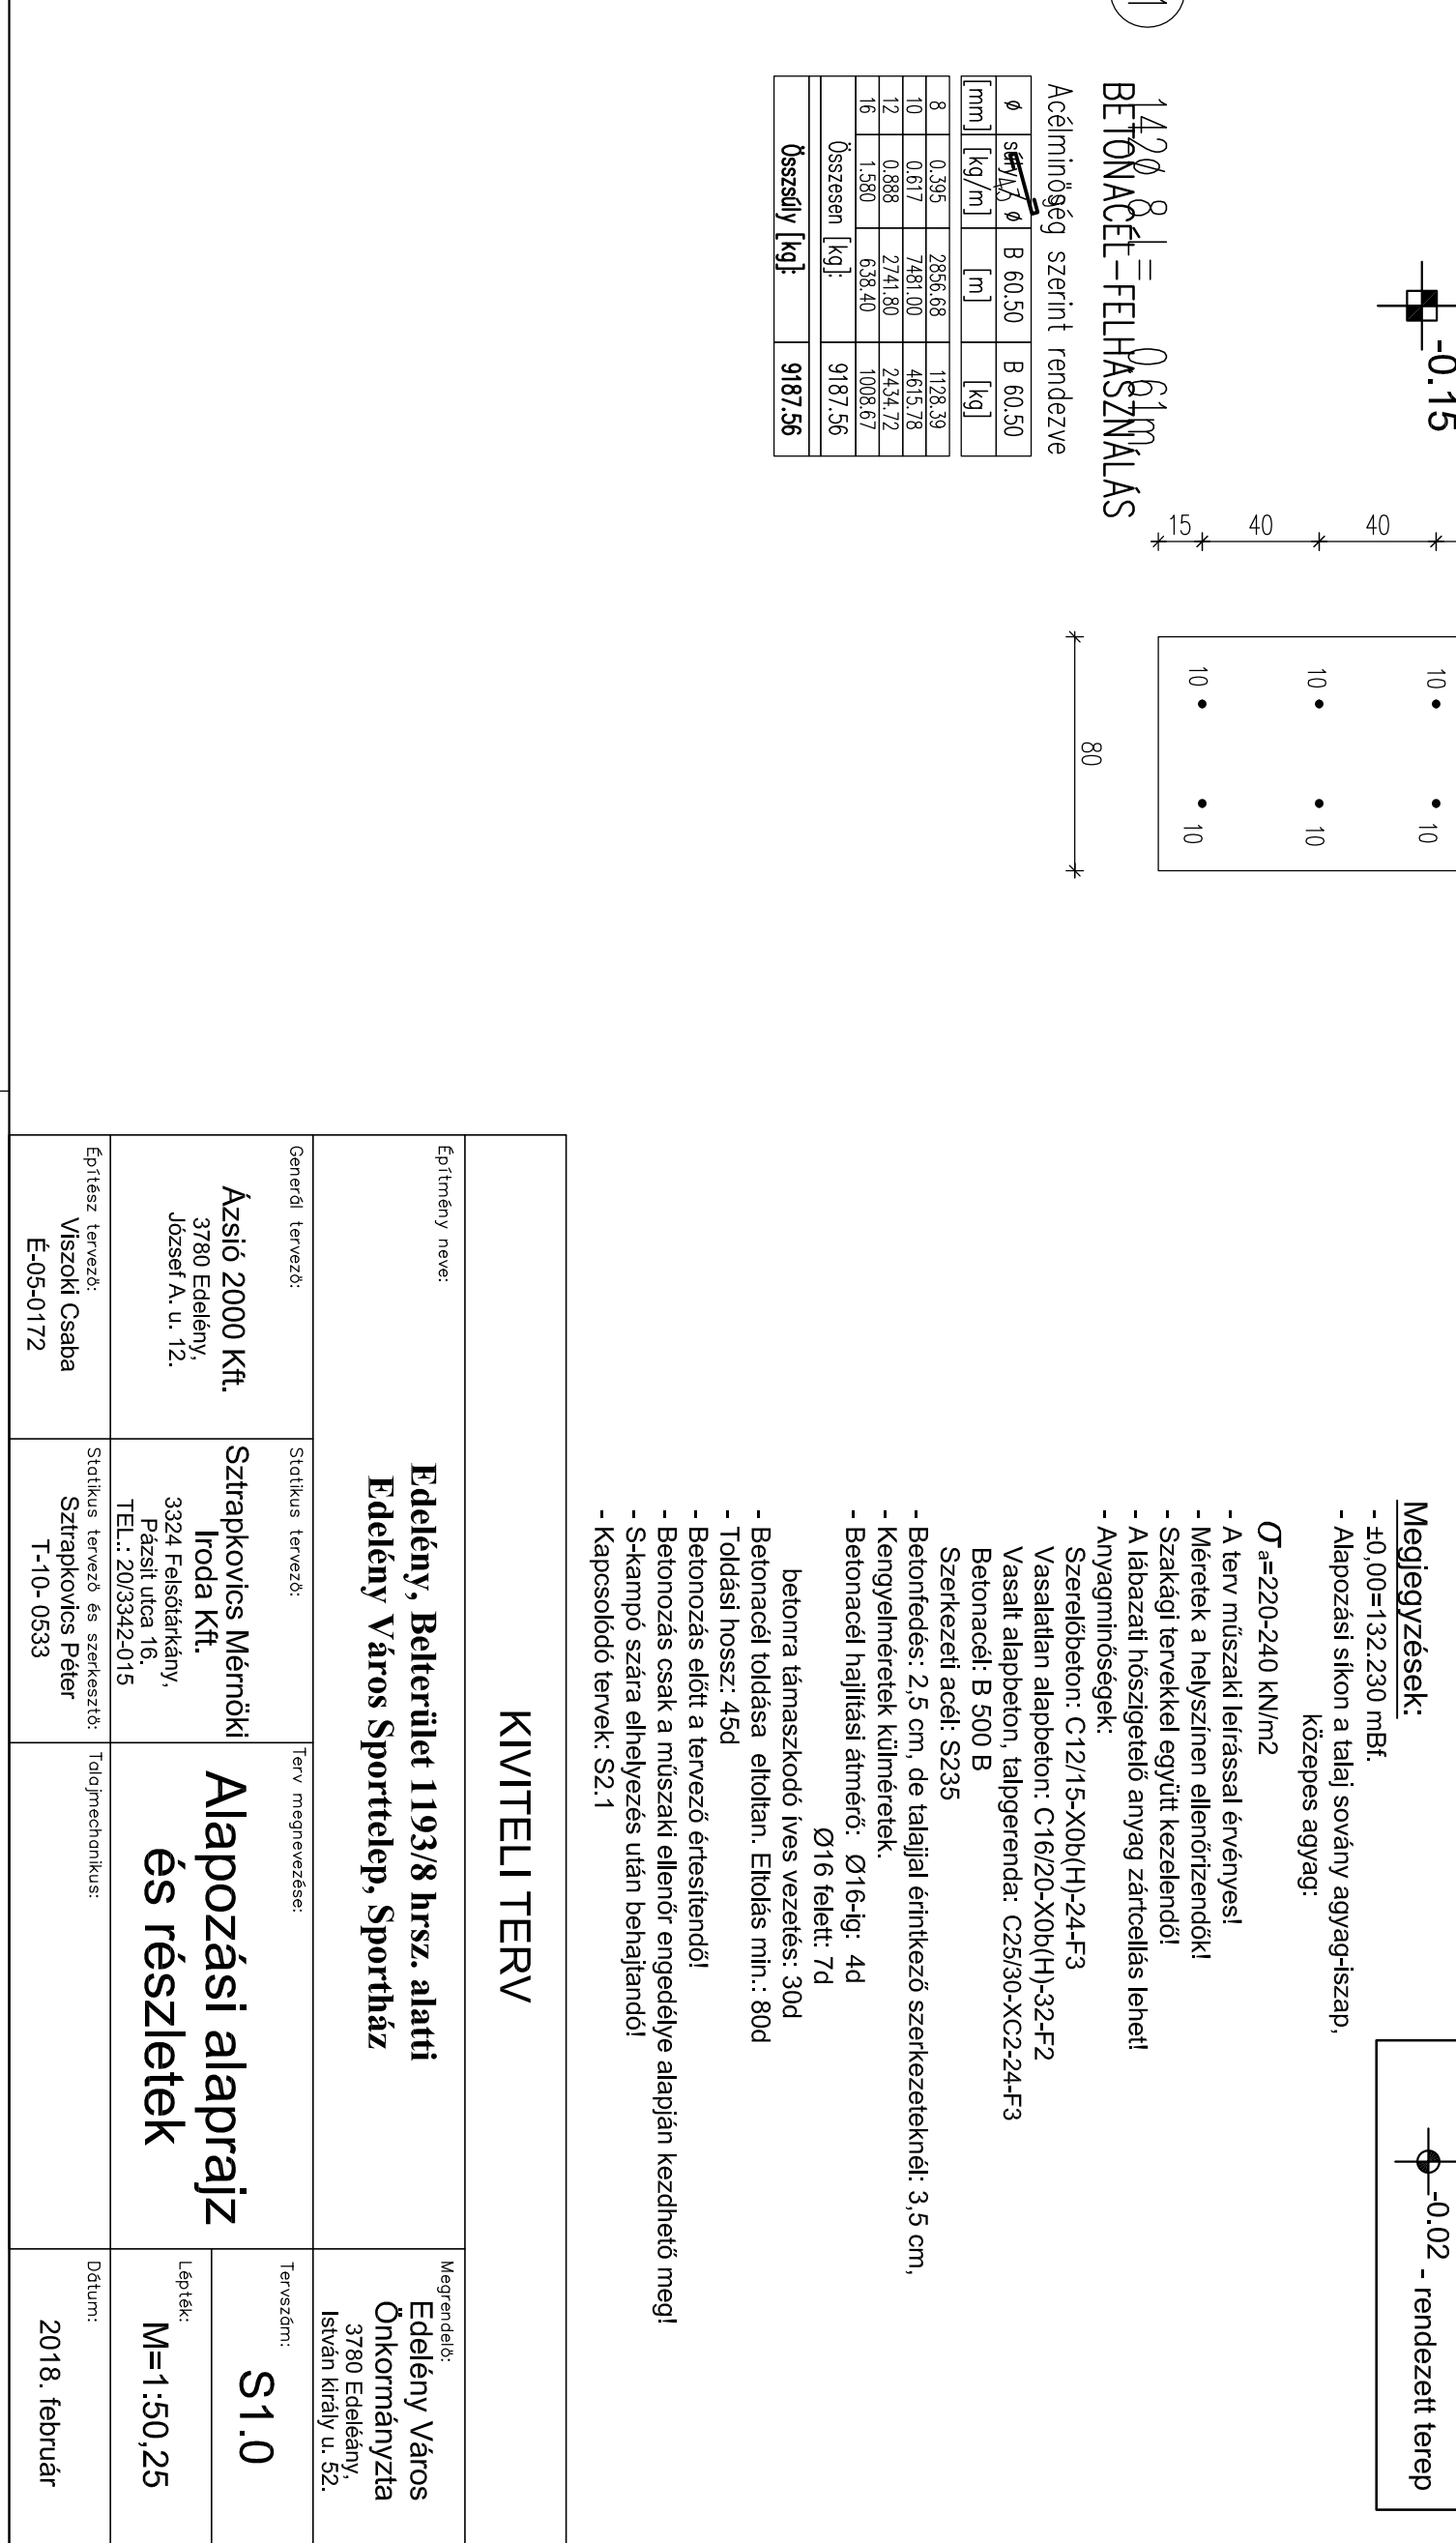 -0.15
142ø 8 L= 0.61m
BETONACÉL-FELHASZNÁLÁS
Acélminőség szerint rendezve
ø súly/ø B 60.50 B 60.50
[mm] [kg/m] [m] [kg]
8 0.395 2856.68 1128.39
10 0.617 7481.00 4615.78
12 0.888 2741.80 2434.72
16 1.580 638.40 1008.67
Összesen [kg]: 9187.56
Összsúly [kg]: 9187.56
40
40
15
10 10
10 10
10 10
80
-0.02 - rendezett terep
Megjegyzések:
- ±0,00=132.230 mBf.
- Alapozási síkon a talaj sovány agyag-iszap,
közepes agyag:
σa=220-240 kN/m2
- A terv műszaki leírással érvényes!
- Méretek a helyszínen ellenőrizendők!
- Szakági tervekkel együtt kezelendő!
- A lábazati hőszigetelő anyag zártcellás lehet!
- Anyagminőségek:
Szerelőbeton: C12/15-X0b(H)-24-F3
Vasalatlan alapbeton: C16/20-X0b(H)-32-F2
Vasalt alapbeton, talpgerenda: C25/30-XC2-24-F3
Betonacél: B 500 B
Szerkezeti acél: S235
- Betonfedés: 2,5 cm, de talajjal érintkező szerkezeteknél: 3,5 cm,
- Kengyelméretek külméretek.
- Betonacél hajlítási átmérő: Ø16-ig: 4d
Ø16 felett: 7d
betonra támaszkodó íves vezetés: 30d
- Betonacél toldása eltoltan. Eltolás min.: 80d
- Toldási hossz: 45d
- Betonozás előtt a tervező értesítendő!
- Betonozás csak a műszaki ellenőr engedélye alapján kezdhető meg!
- S-kampó szára elhelyezés után behajtandó!
- Kapcsolódó tervek: S2.1
KIVITELI TERV
Építmény neve:
Edelény, Belterület 1193/8 hrsz. alatti
Edelény Város Sporttelep, Sportház
Megrendelő:
Edelény Város
Önkormányzta
3780 Edeleány,
István király u. 52.
Generál tervező:
Ázsió 2000 Kft.
3780 Edelény,
József A. u. 12.
Statikus tervező:
Sztrapkovics Mérnöki
Iroda Kft.
3324 Felsőtárkány,
Pázsit utca 16.
TEL.: 20/3342-015
Terv megnevezése:
Alapozási alaprajz
és részletek
Tervszám:
S1.0
Lépték:
M=1:50,25
Építész tervező:
Viszoki Csaba
É-05-0172
Statikus tervező és szerkesztő:
Sztrapkovics Péter
T-10- 0533
Talajmechanikus:
Dátum:
2018. február